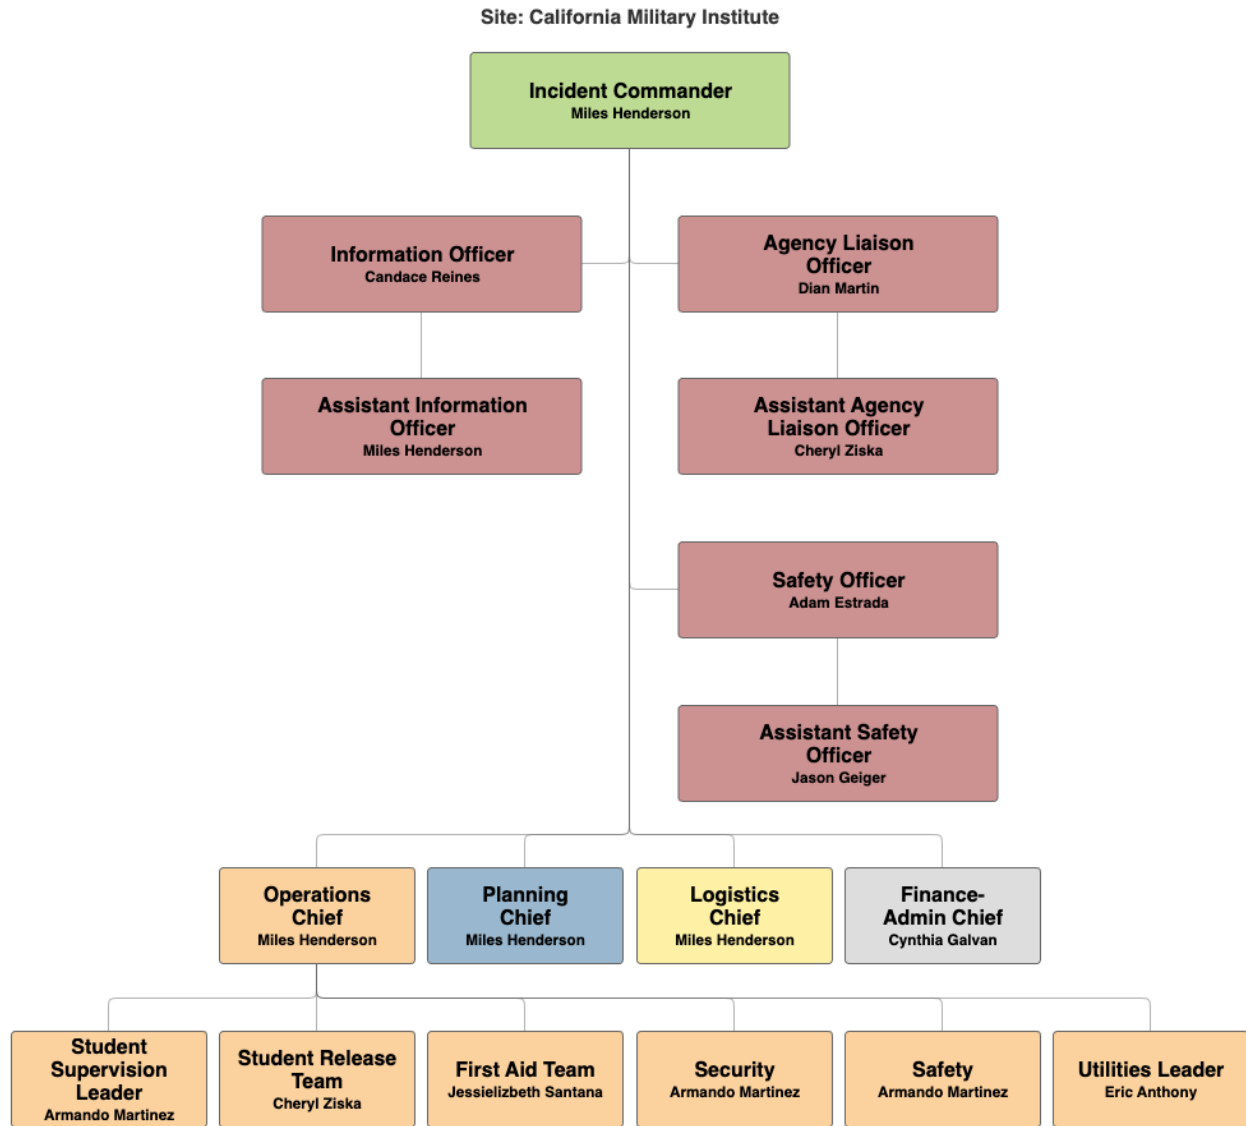 Site: California Military Institute
Incident Commander
Miles Henderson
Information Officer
Candace Reines
Agency Liaison
Officer
Dian Martin
Assistant Information
Officer
Miles Henderson
Assistant Agency
Liaison Officer
Cheryl Ziska
Safety Officer
Adam Estrada
Assistant Safety
Officer
Jason Geiger
Operations
Chief
Miles Henderson
Planning
Chief
Miles Henderson
Logistics
Chief
Miles Henderson
Finance-
Admin Chief
Cynthia Galvan
Student
Supervision
Leader
Armando Martinez
Student Release
Team
Cheryl Ziska
First Aid Team
Jessielizbeth Santana
Security
Armando Martinez
Safety
Armando Martinez
Utilities Leader
Eric Anthony